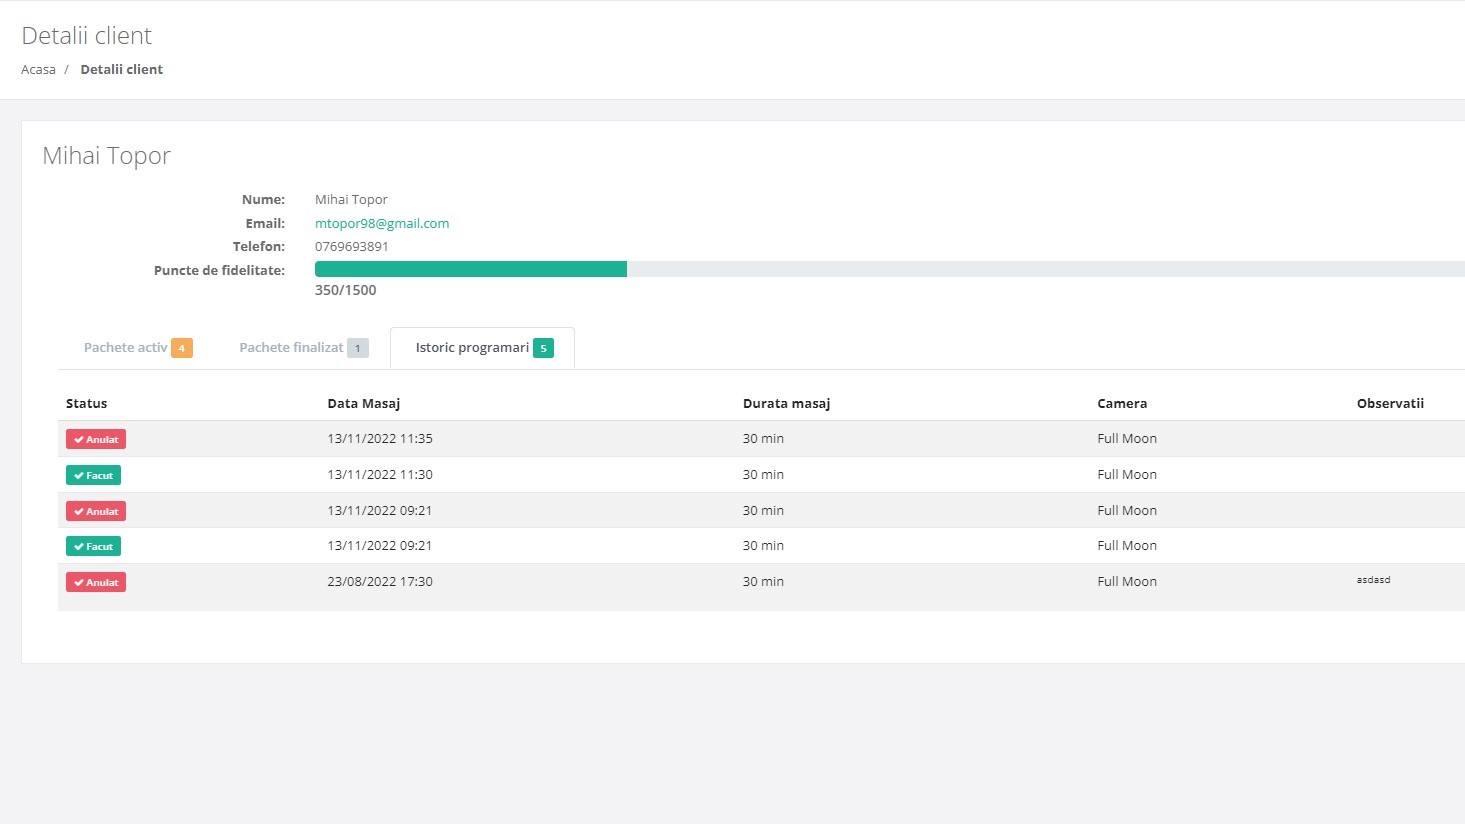 Detalii client
Acasa / Detalii client
Mihai Topor
Nume: Mihai Topor
Email: mtopor98@gmail.com
Telefon: 0769693891
Puncte de fidelitate:
350/1500
Pachete activ 4 Pachete finalizat 1 Istoric programari 5
Status Data Masaj Durata masaj Camera Observatii
Anulat 13/11/2022 11:35 30 min Full Moon
Facut 13/11/2022 11:30 30 min Full Moon
Anulat 13/11/2022 09:21 30 min Full Moon
Facut 13/11/2022 09:21 30 min Full Moon
Anulat 23/08/2022 17:30 30 min Full Moon asdasd